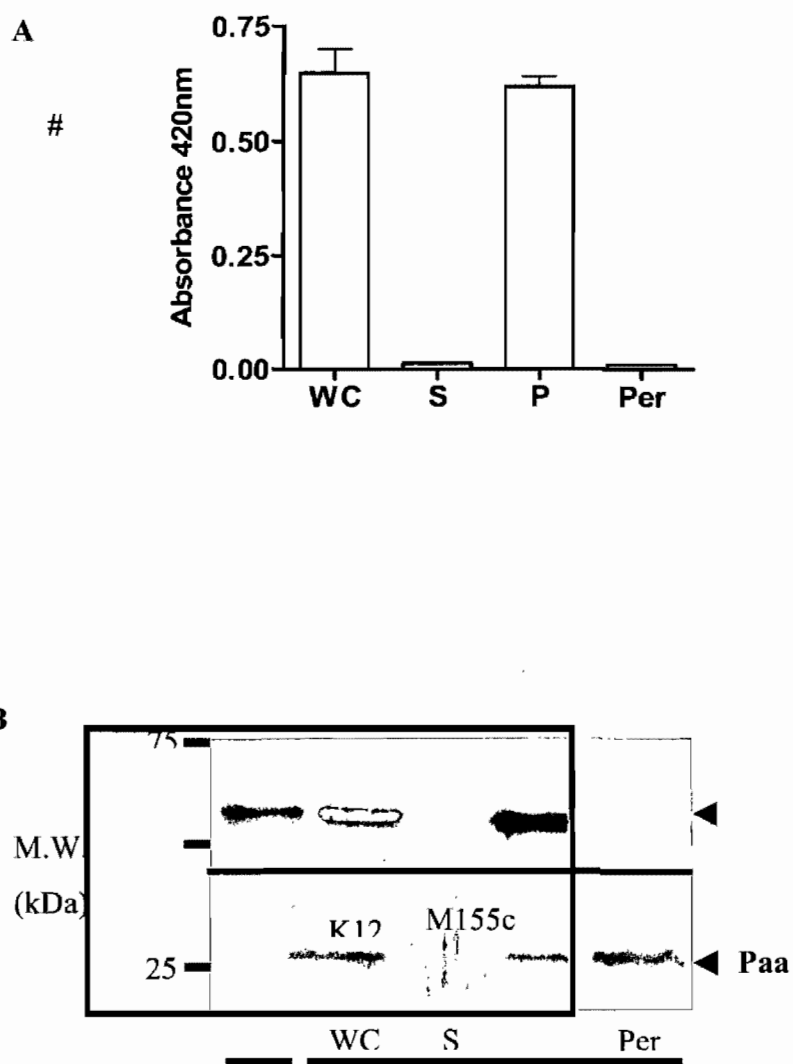 A
0.75
#
Absorbance 420nm
0.50
0.25
0.00
WC S P Per
B
75
M.W.
(kDa)
K12 M155c
25
Paa
WC S Per